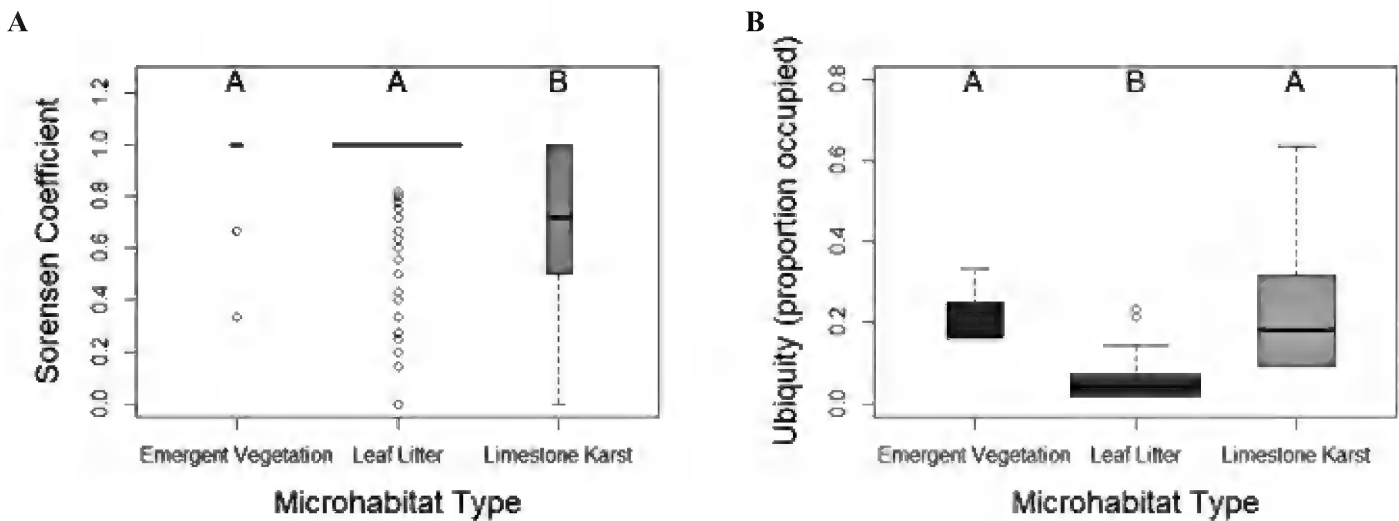 A
Sorensen Coefficient
1.2
1.0
0.8
0.6
0.4
0.2
0.0
A A B
Emergent Vegetation Leaf Litter Limestone Karst
Microhabitat Type
B
Ubiquity (proportion occupied)
0.8
0.6
0.4
0.2
0.0
A B A
Emergent Vegetation Leaf Litter Limestone Karst
Microhabitat Type